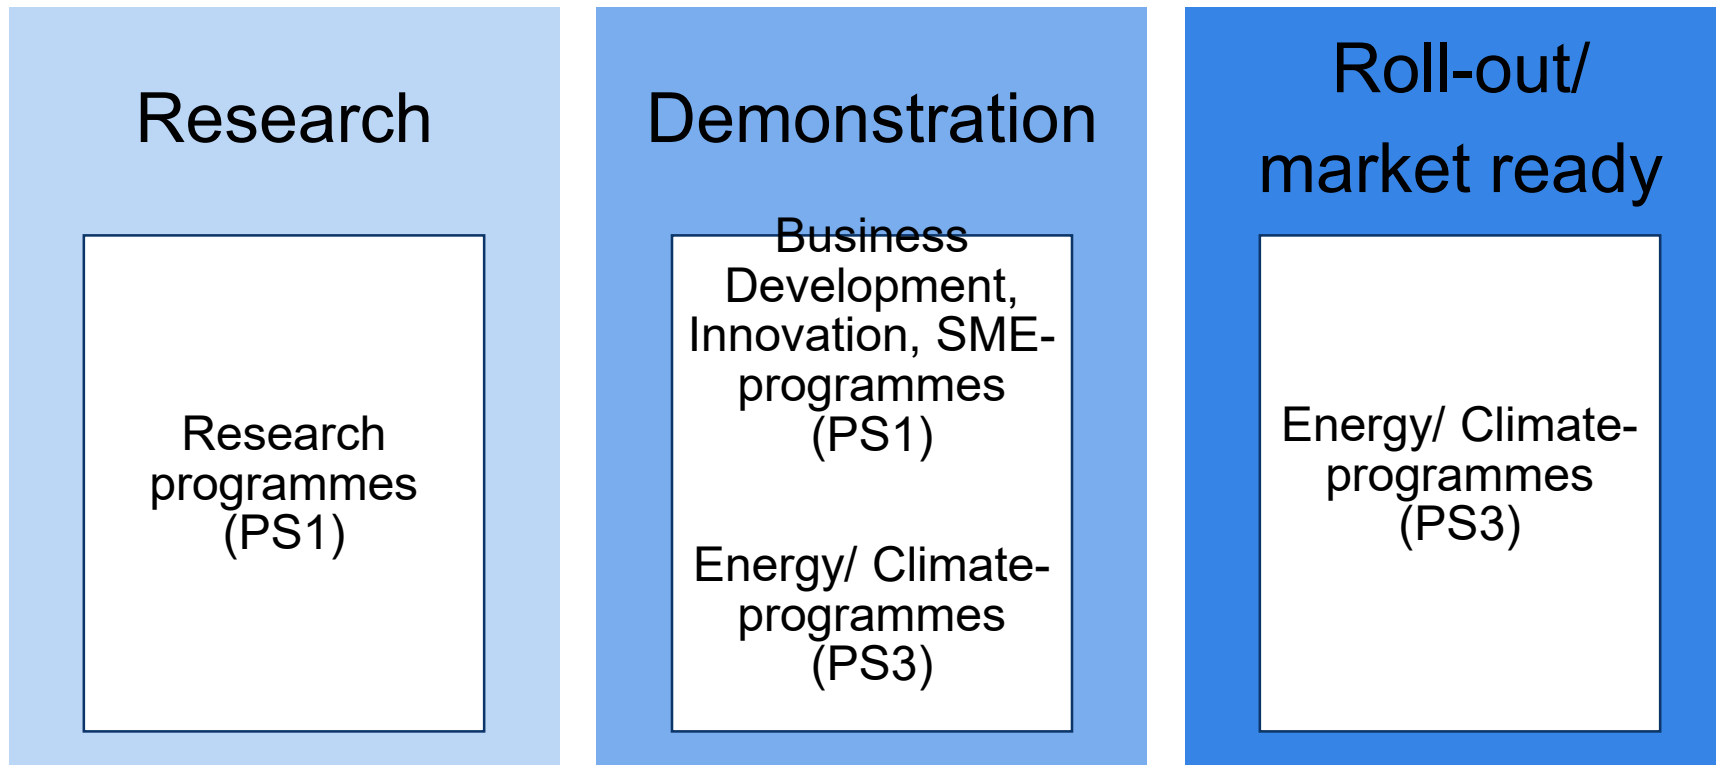 Research
Research
programmes
(PS1)
Demonstration
Business
Development,
Innovation, SME-
programmes
(PS1)
Energy/ Climate-
programmes
(PS3)
Roll-out/
market ready
Energy/ Climate-
programmes
(PS3)